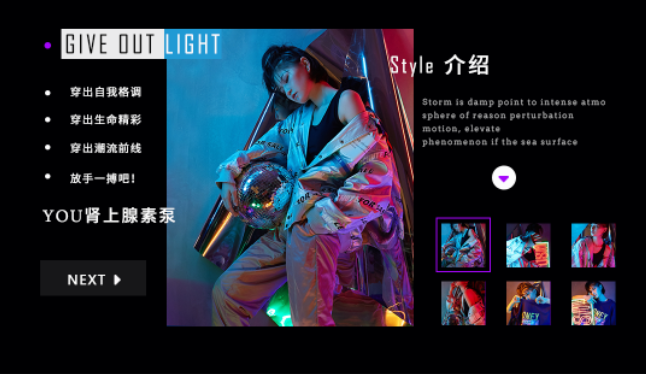 GIVE OUT LIGHT
穿出自我格调
穿出生命精彩
穿出潮流前线
放手一搏吧!
YOU肾上腺素泵
NEXT
Style 介绍
Storm is damp point to intense atmo
sphere of reason perturbation
motion, elevate
phenomenon if the sea surface